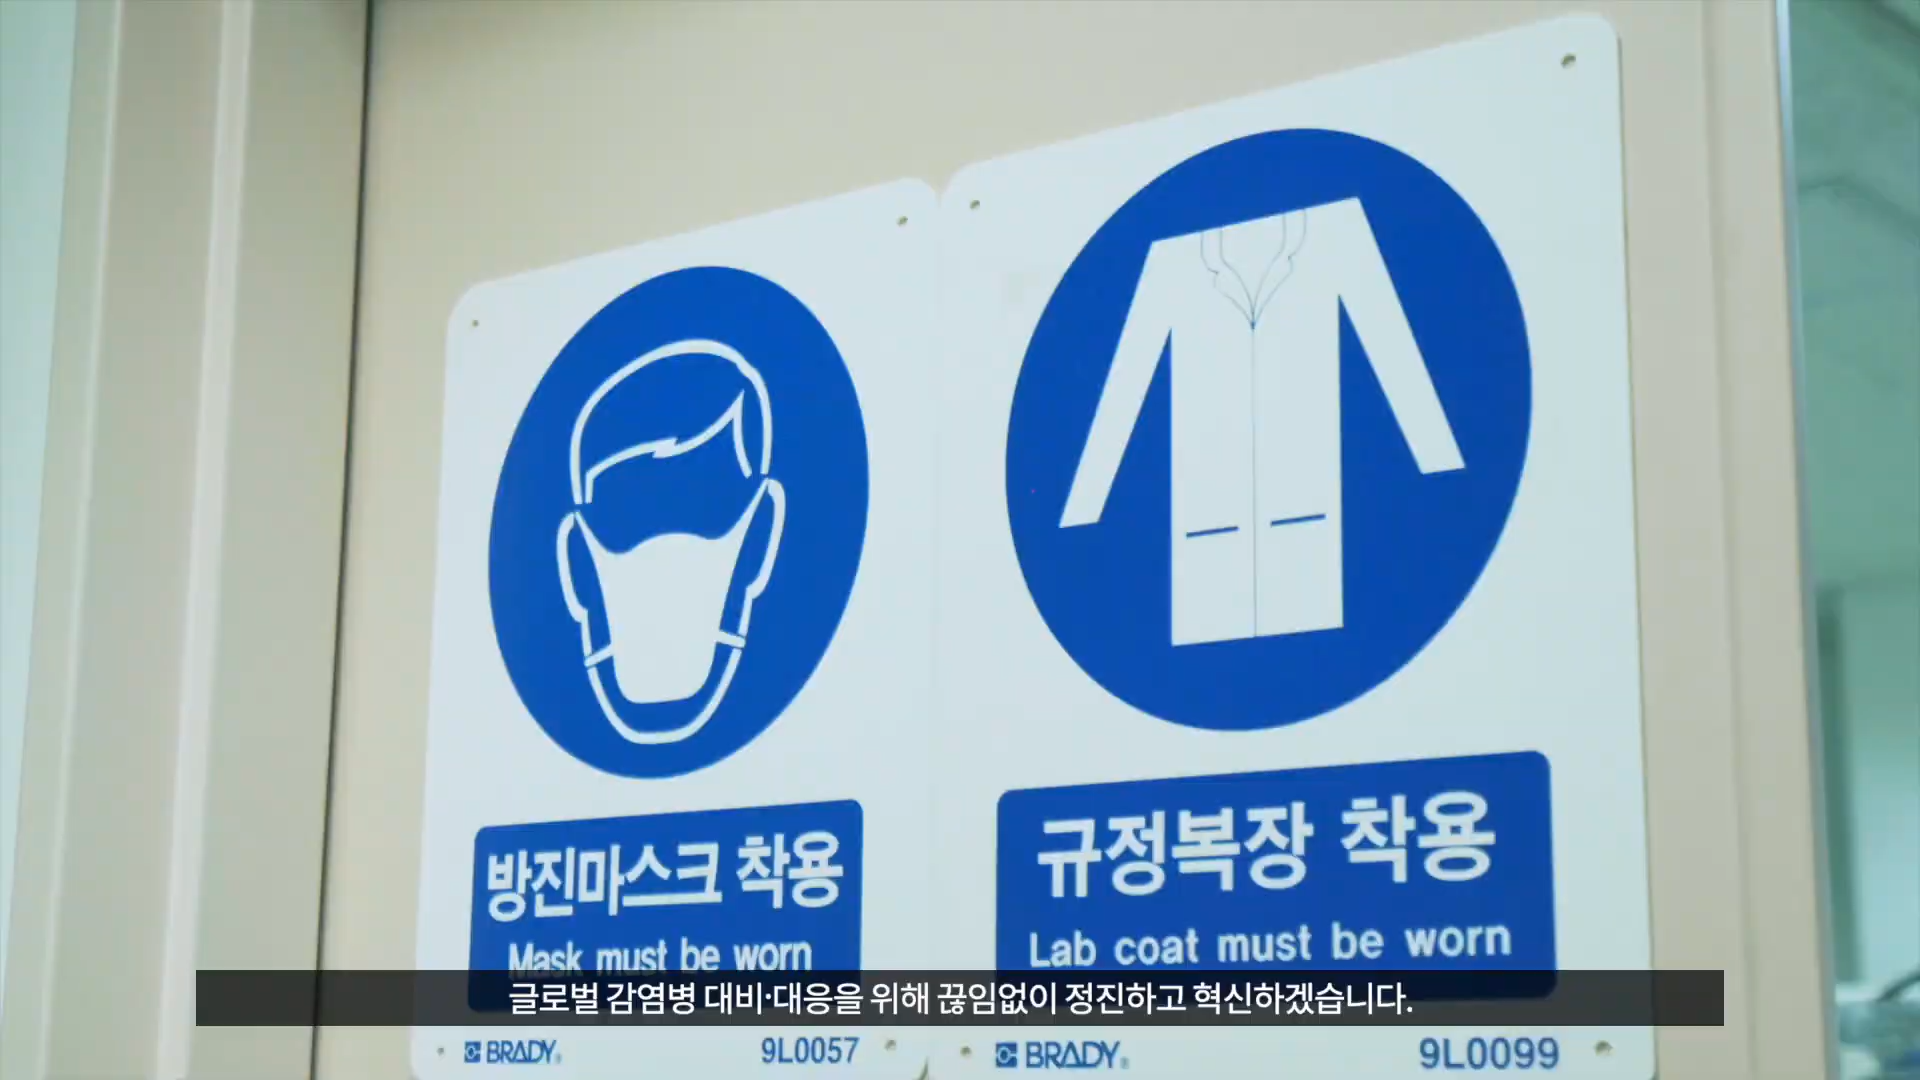 방진마스크 착용
Mask must be worn
BRADY
9L0057
규정복장 착용
Lab coat must be worn
BRADY
9L0099
글로벌 감염병 대비·대응을 위해 끊임없이 정진하고 혁신하겠습니다.